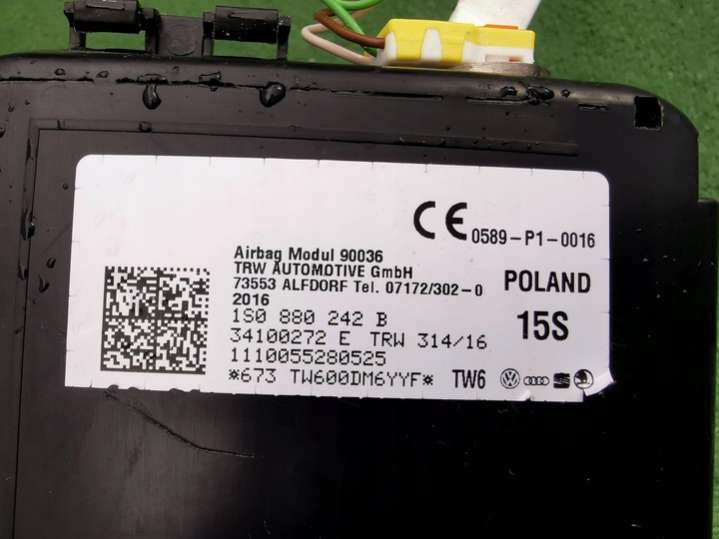 CE 0589-P1-0016
Airbag Modul 90036
TRW AUTOMOTIVE GmbH
73553 ALFDORF Tel. 07172/302-0
2016
POLAND
1S0 880 242 B
15S
34100272 E TRW 314/16
1110055280525
*673 TW600DM6YYF* TW6